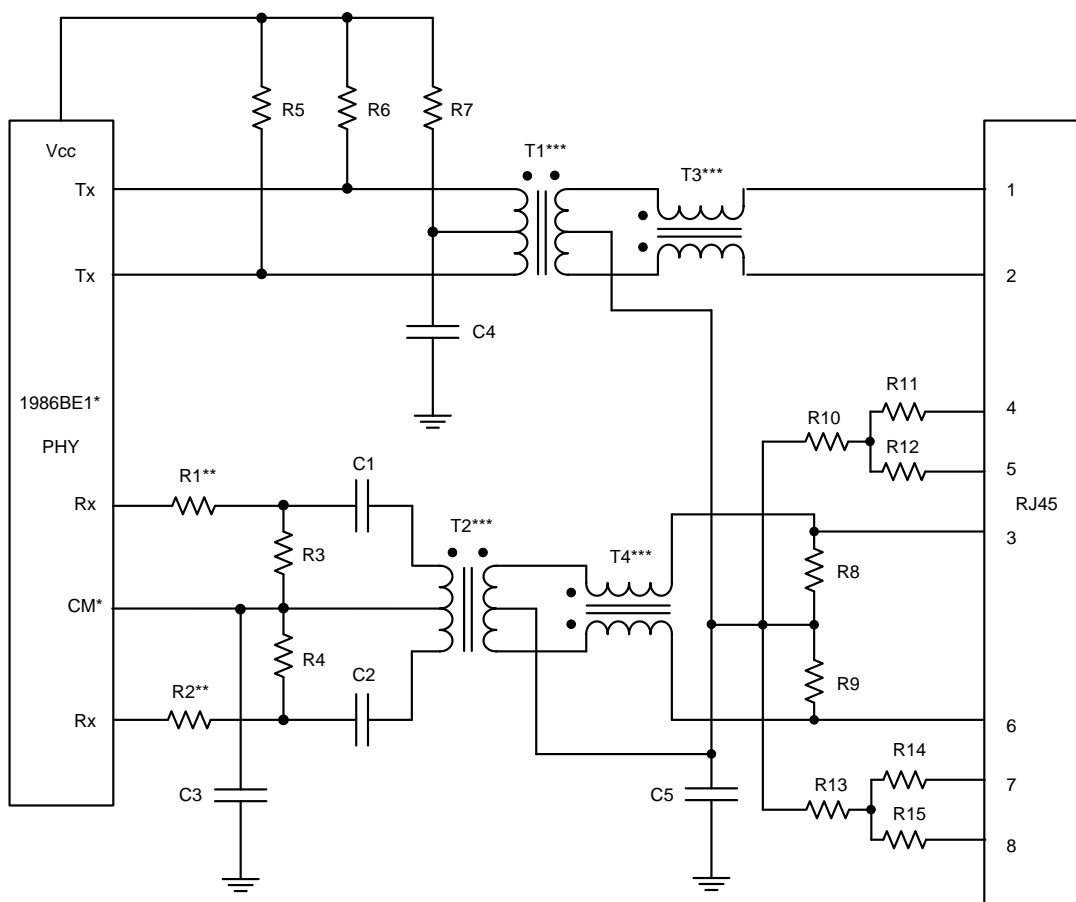 R5
R6
R7
Vcc
T1***
T3***
Tx
1
Tx
2
C4
1986BE1*
PHY
R11
4
R10
R12
5
R1**
C1
Rx
RJ45
T2***
3
R3
T4***
R8
CM*
R4
C2
R9
R2**
Rx
6
R14
7
C3
C5
R13
R15
8